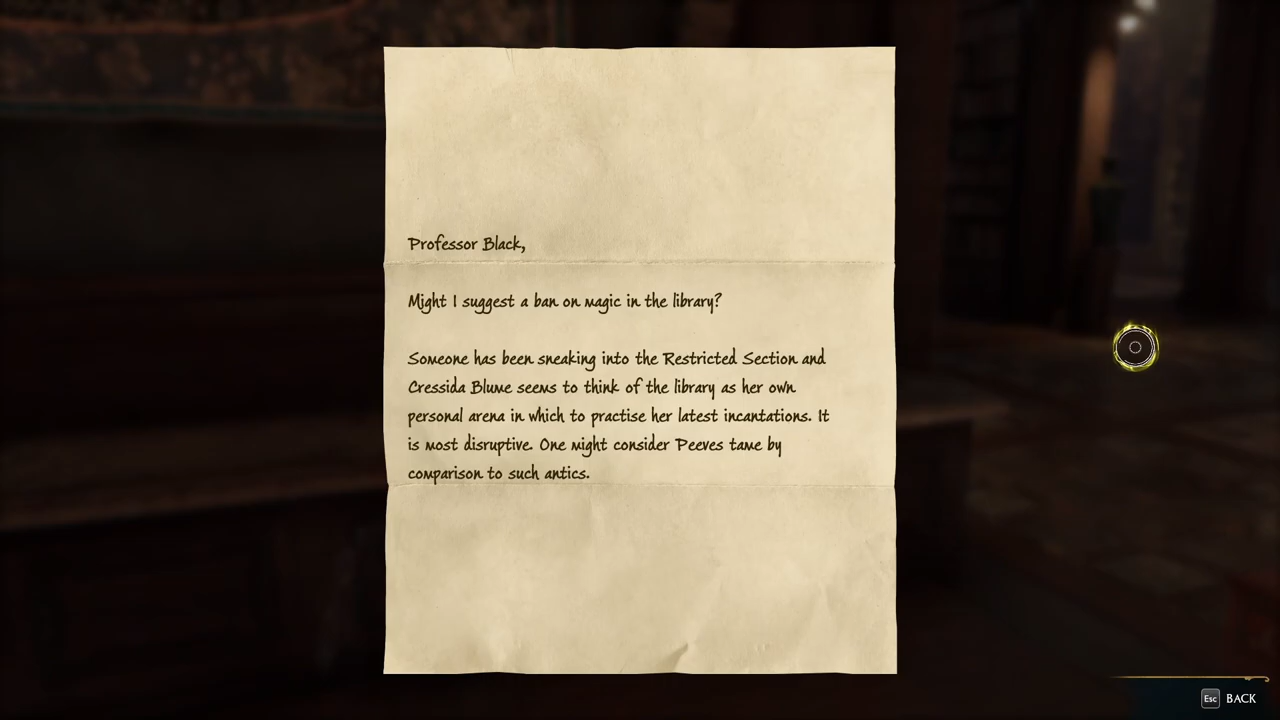 Professor Black,
Might I suggest a ban on magic in the library?
Someone has been sneaking into the Restricted Section and
Cressida Blume seems to think of the library as her own
personal arena in which to practise her latest incantations. It
is most disruptive. One might consider Peeves tame by
comparison to such antics.
Esc BACK